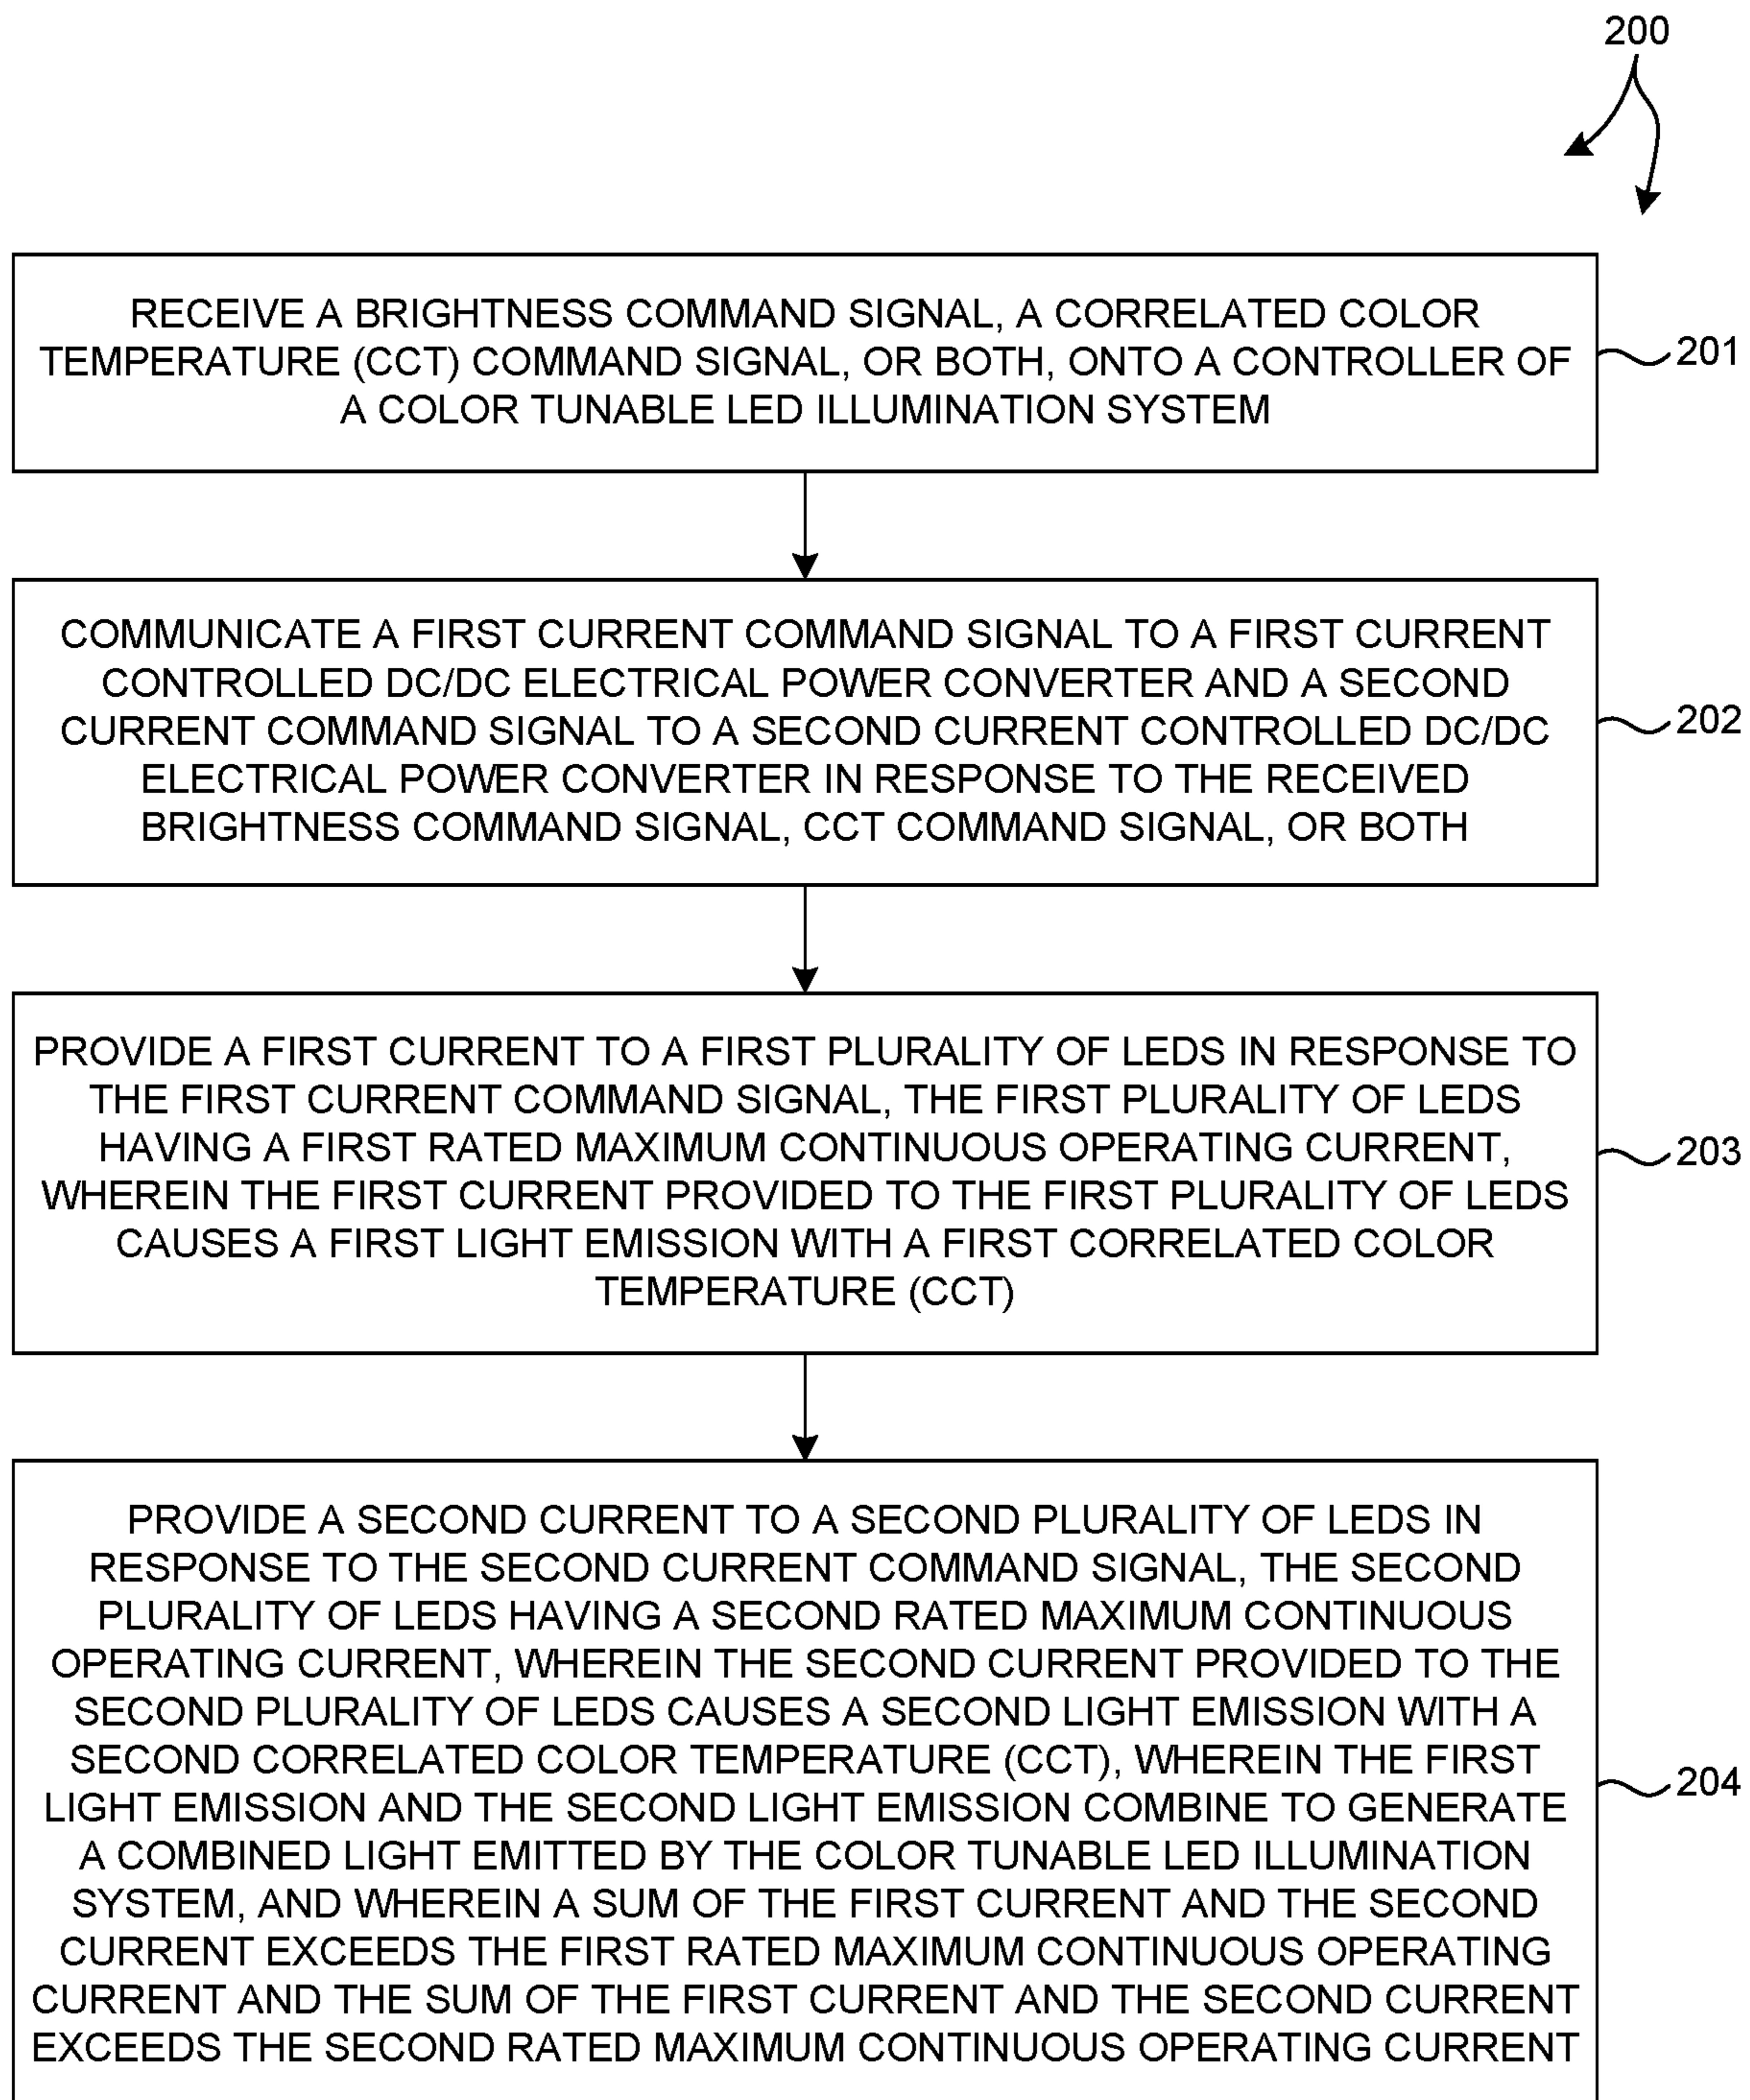 200
RECEIVE A BRIGHTNESS COMMAND SIGNAL, A CORRELATED COLOR
TEMPERATURE (CCT) COMMAND SIGNAL, OR BOTH, ONTO A CONTROLLER OF
A COLOR TUNABLE LED ILLUMINATION SYSTEM
201
COMMUNICATE A FIRST CURRENT COMMAND SIGNAL TO A FIRST CURRENT
CONTROLLED DC/DC ELECTRICAL POWER CONVERTER AND A SECOND
CURRENT COMMAND SIGNAL TO A SECOND CURRENT CONTROLLED DC/DC
ELECTRICAL POWER CONVERTER IN RESPONSE TO THE RECEIVED
BRIGHTNESS COMMAND SIGNAL, CCT COMMAND SIGNAL, OR BOTH
202
PROVIDE A FIRST CURRENT TO A FIRST PLURALITY OF LEDS IN RESPONSE TO
THE FIRST CURRENT COMMAND SIGNAL, THE FIRST PLURALITY OF LEDS
HAVING A FIRST RATED MAXIMUM CONTINUOUS OPERATING CURRENT,
WHEREIN THE FIRST CURRENT PROVIDED TO THE FIRST PLURALITY OF LEDS
CAUSES A FIRST LIGHT EMISSION WITH A FIRST CORRELATED COLOR
TEMPERATURE (CCT)
203
PROVIDE A SECOND CURRENT TO A SECOND PLURALITY OF LEDS IN
RESPONSE TO THE SECOND CURRENT COMMAND SIGNAL, THE SECOND
PLURALITY OF LEDS HAVING A SECOND RATED MAXIMUM CONTINUOUS
OPERATING CURRENT, WHEREIN THE SECOND CURRENT PROVIDED TO THE
SECOND PLURALITY OF LEDS CAUSES A SECOND LIGHT EMISSION WITH A
SECOND CORRELATED COLOR TEMPERATURE (CCT), WHEREIN THE FIRST
LIGHT EMISSION AND THE SECOND LIGHT EMISSION COMBINE TO GENERATE
A COMBINED LIGHT EMITTED BY THE COLOR TUNABLE LED ILLUMINATION
SYSTEM, AND WHEREIN A SUM OF THE FIRST CURRENT AND THE SECOND
CURRENT EXCEEDS THE FIRST RATED MAXIMUM CONTINUOUS OPERATING
CURRENT AND THE SUM OF THE FIRST CURRENT AND THE SECOND CURRENT
EXCEEDS THE SECOND RATED MAXIMUM CONTINUOUS OPERATING CURRENT
204